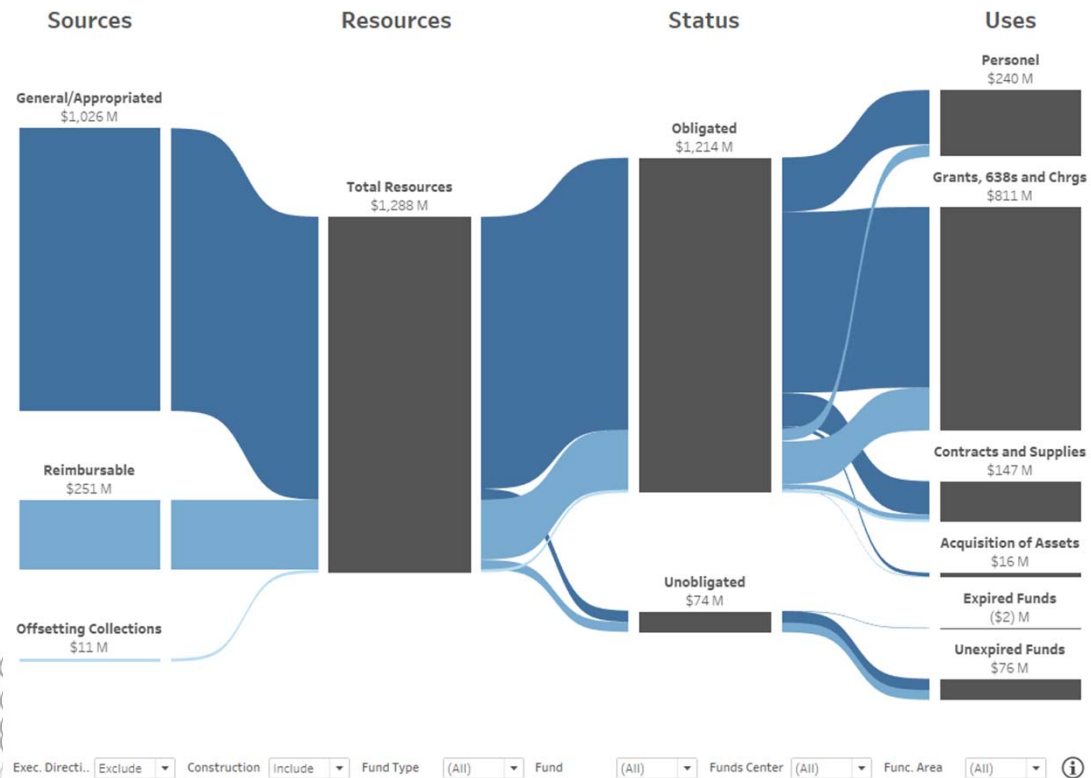 Sources
Resources
Status
Uses
General/Appropriated
$1,026 M
Reimbursable
$251 M
Offsetting Collections
$11 M
Total Resources
$1,288 M
Obligated
$1,214 M
Unobligated
$74 M
Personel
$240 M
Grants, 638s and Chrgs
$811 M
Contracts and Supplies
$147 M
Acquisition of Assets
$16 M
Expired Funds
($2) M
Unexpired Funds
$76 M
Exec. Directi.. Exclude Construction Include Fund Type (All) Fund (All) Funds Center (All) Func. Area (All)